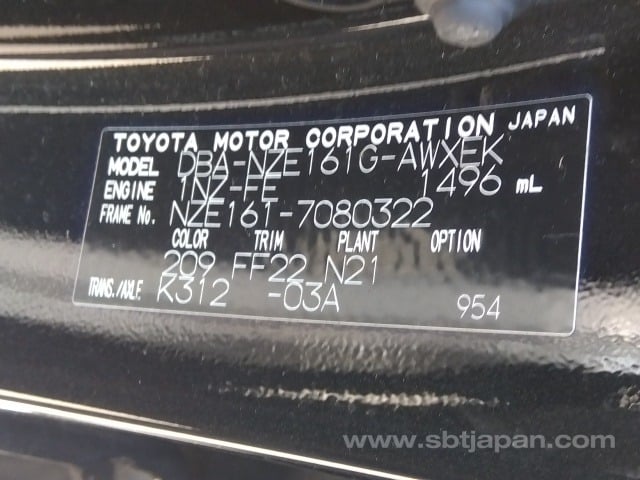 TOYOTA MOTOR CORPORATION JAPAN
MODEL DBA-NZE161G-AWXEK
ENGINE 1NZ-FE 1496 mL
FRAME No. NZE161-7080322
COLOR TRIM PLANT OPTION
209 FF22 N21
TRANS./AXLE. K312 -03A 954
www.sbtjapan.com